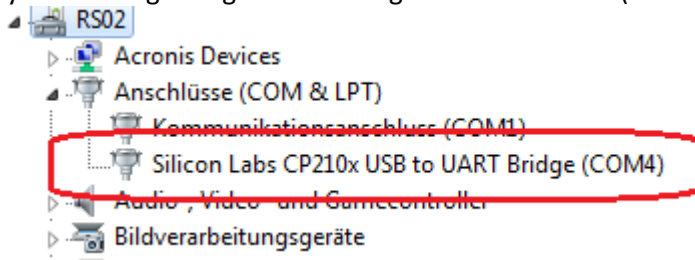 RS02
Acronis Devices
Anschlüsse (COM & LPT)
Kommunikationsanschluss (COM1)
Silicon Labs CP210x USB to UART Bridge (COM4)
Audio-, Video- und Gamecontroller
Bildverarbeitungsgeräte